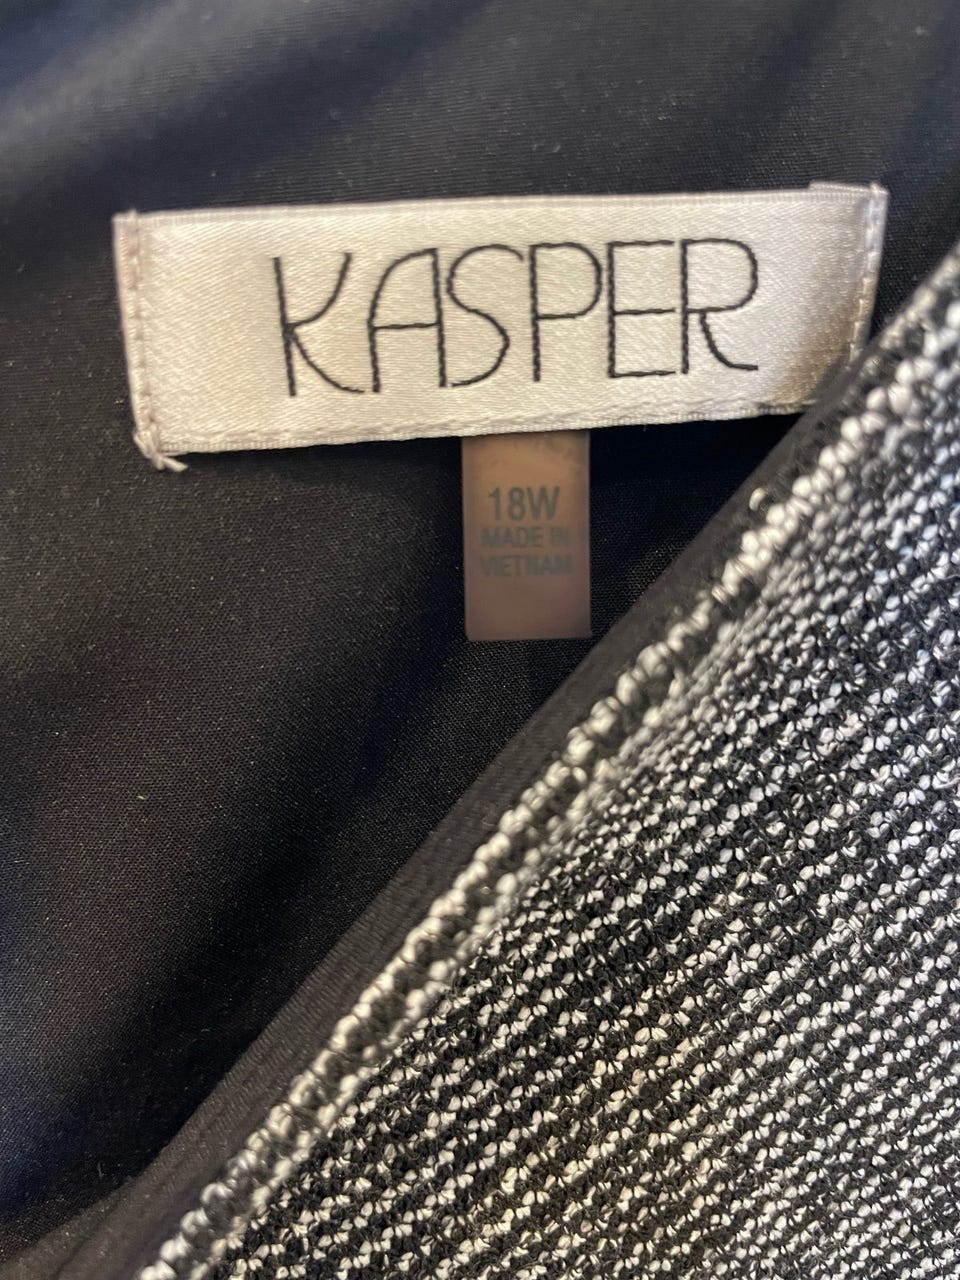 KASPER
18W
MADE IN
VIETNAM